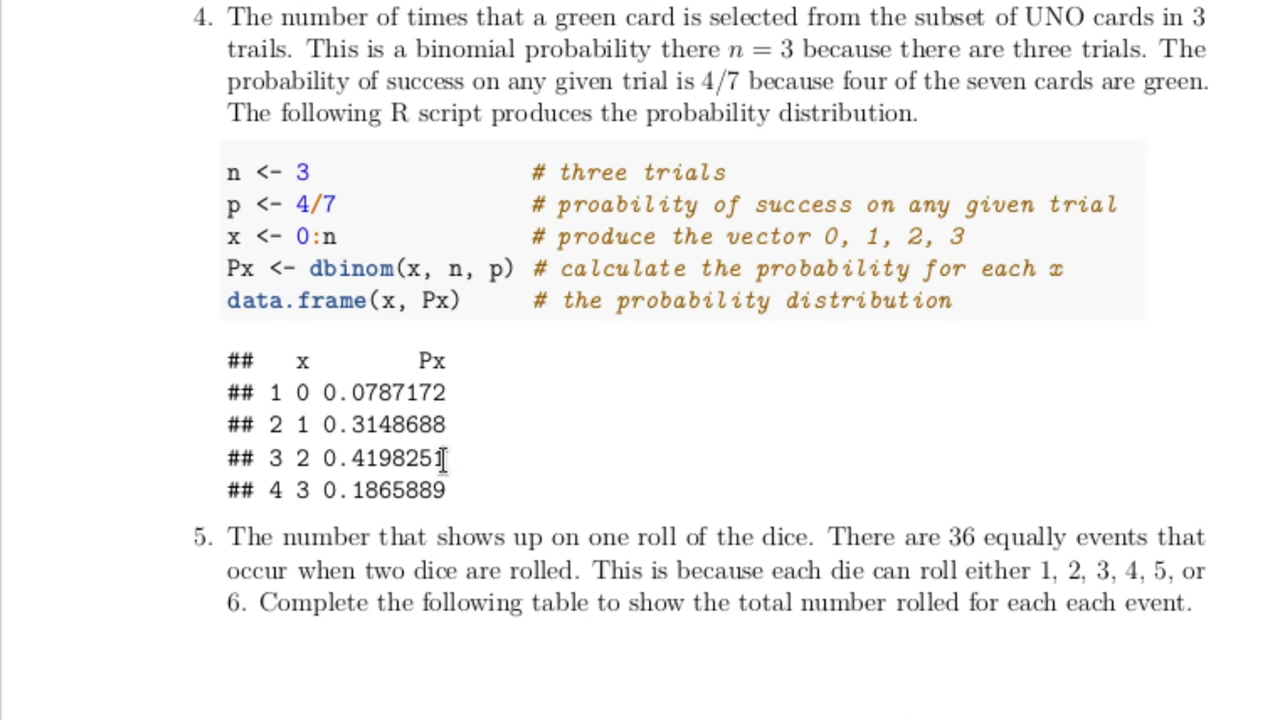 4. The number of times that a green card is selected from the subset of UNO cards in 3
trails. This is a binomial probability there n = 3 because there are three trials. The
probability of success on any given trial is 4/7 because four of the seven cards are green.
The following R script produces the probability distribution.
n <- 3 # three trials
p <- 4/7 # proability of success on any given trial
x <- 0:n # produce the vector 0, 1, 2, 3
Px <- dbinom(x, n, p) # calculate the probability for each x
data.frame(x, Px) # the probability distribution
## x Px
## 1 0 0.0787172
## 2 1 0.3148688
## 3 2 0.4198251
## 4 3 0.1865889
5. The number that shows up on one roll of the dice. There are 36 equally events that
occur when two dice are rolled. This is because each die can roll either 1, 2, 3, 4, 5, or
6. Complete the following table to show the total number rolled for each each event.